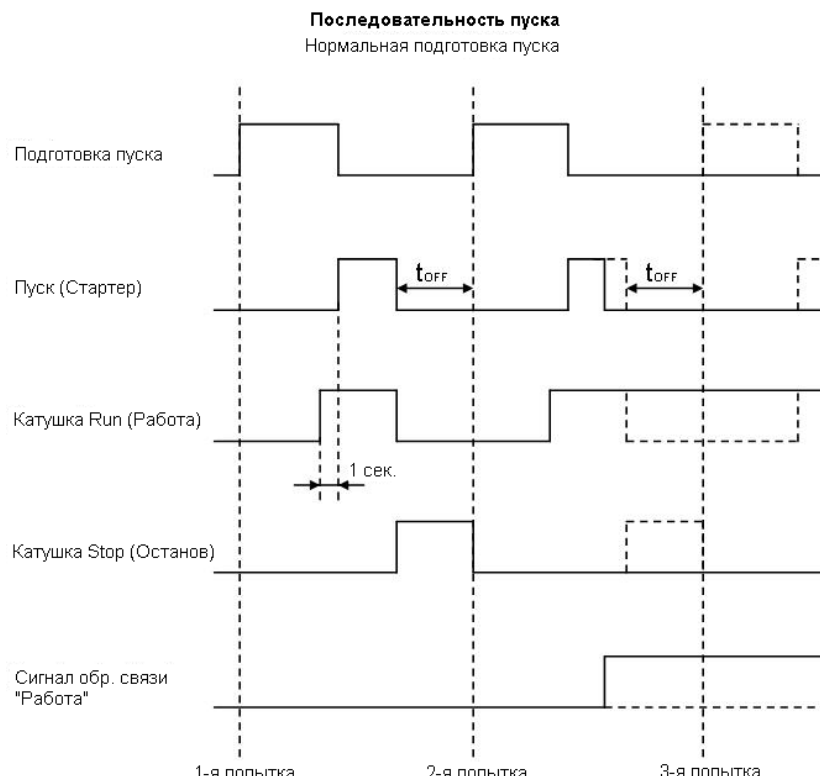 Последовательность пуска
Нормальная подготовка пуска
Подготовка пуска
Пуск (Стартер)
tOFF
tOFF
Катушка Run (Работа)
1 сек.
Катушка Stop (Останов)
Сигнал обр. связи
"Работа"
1-я попытка
2-я попытка
3-я попытка